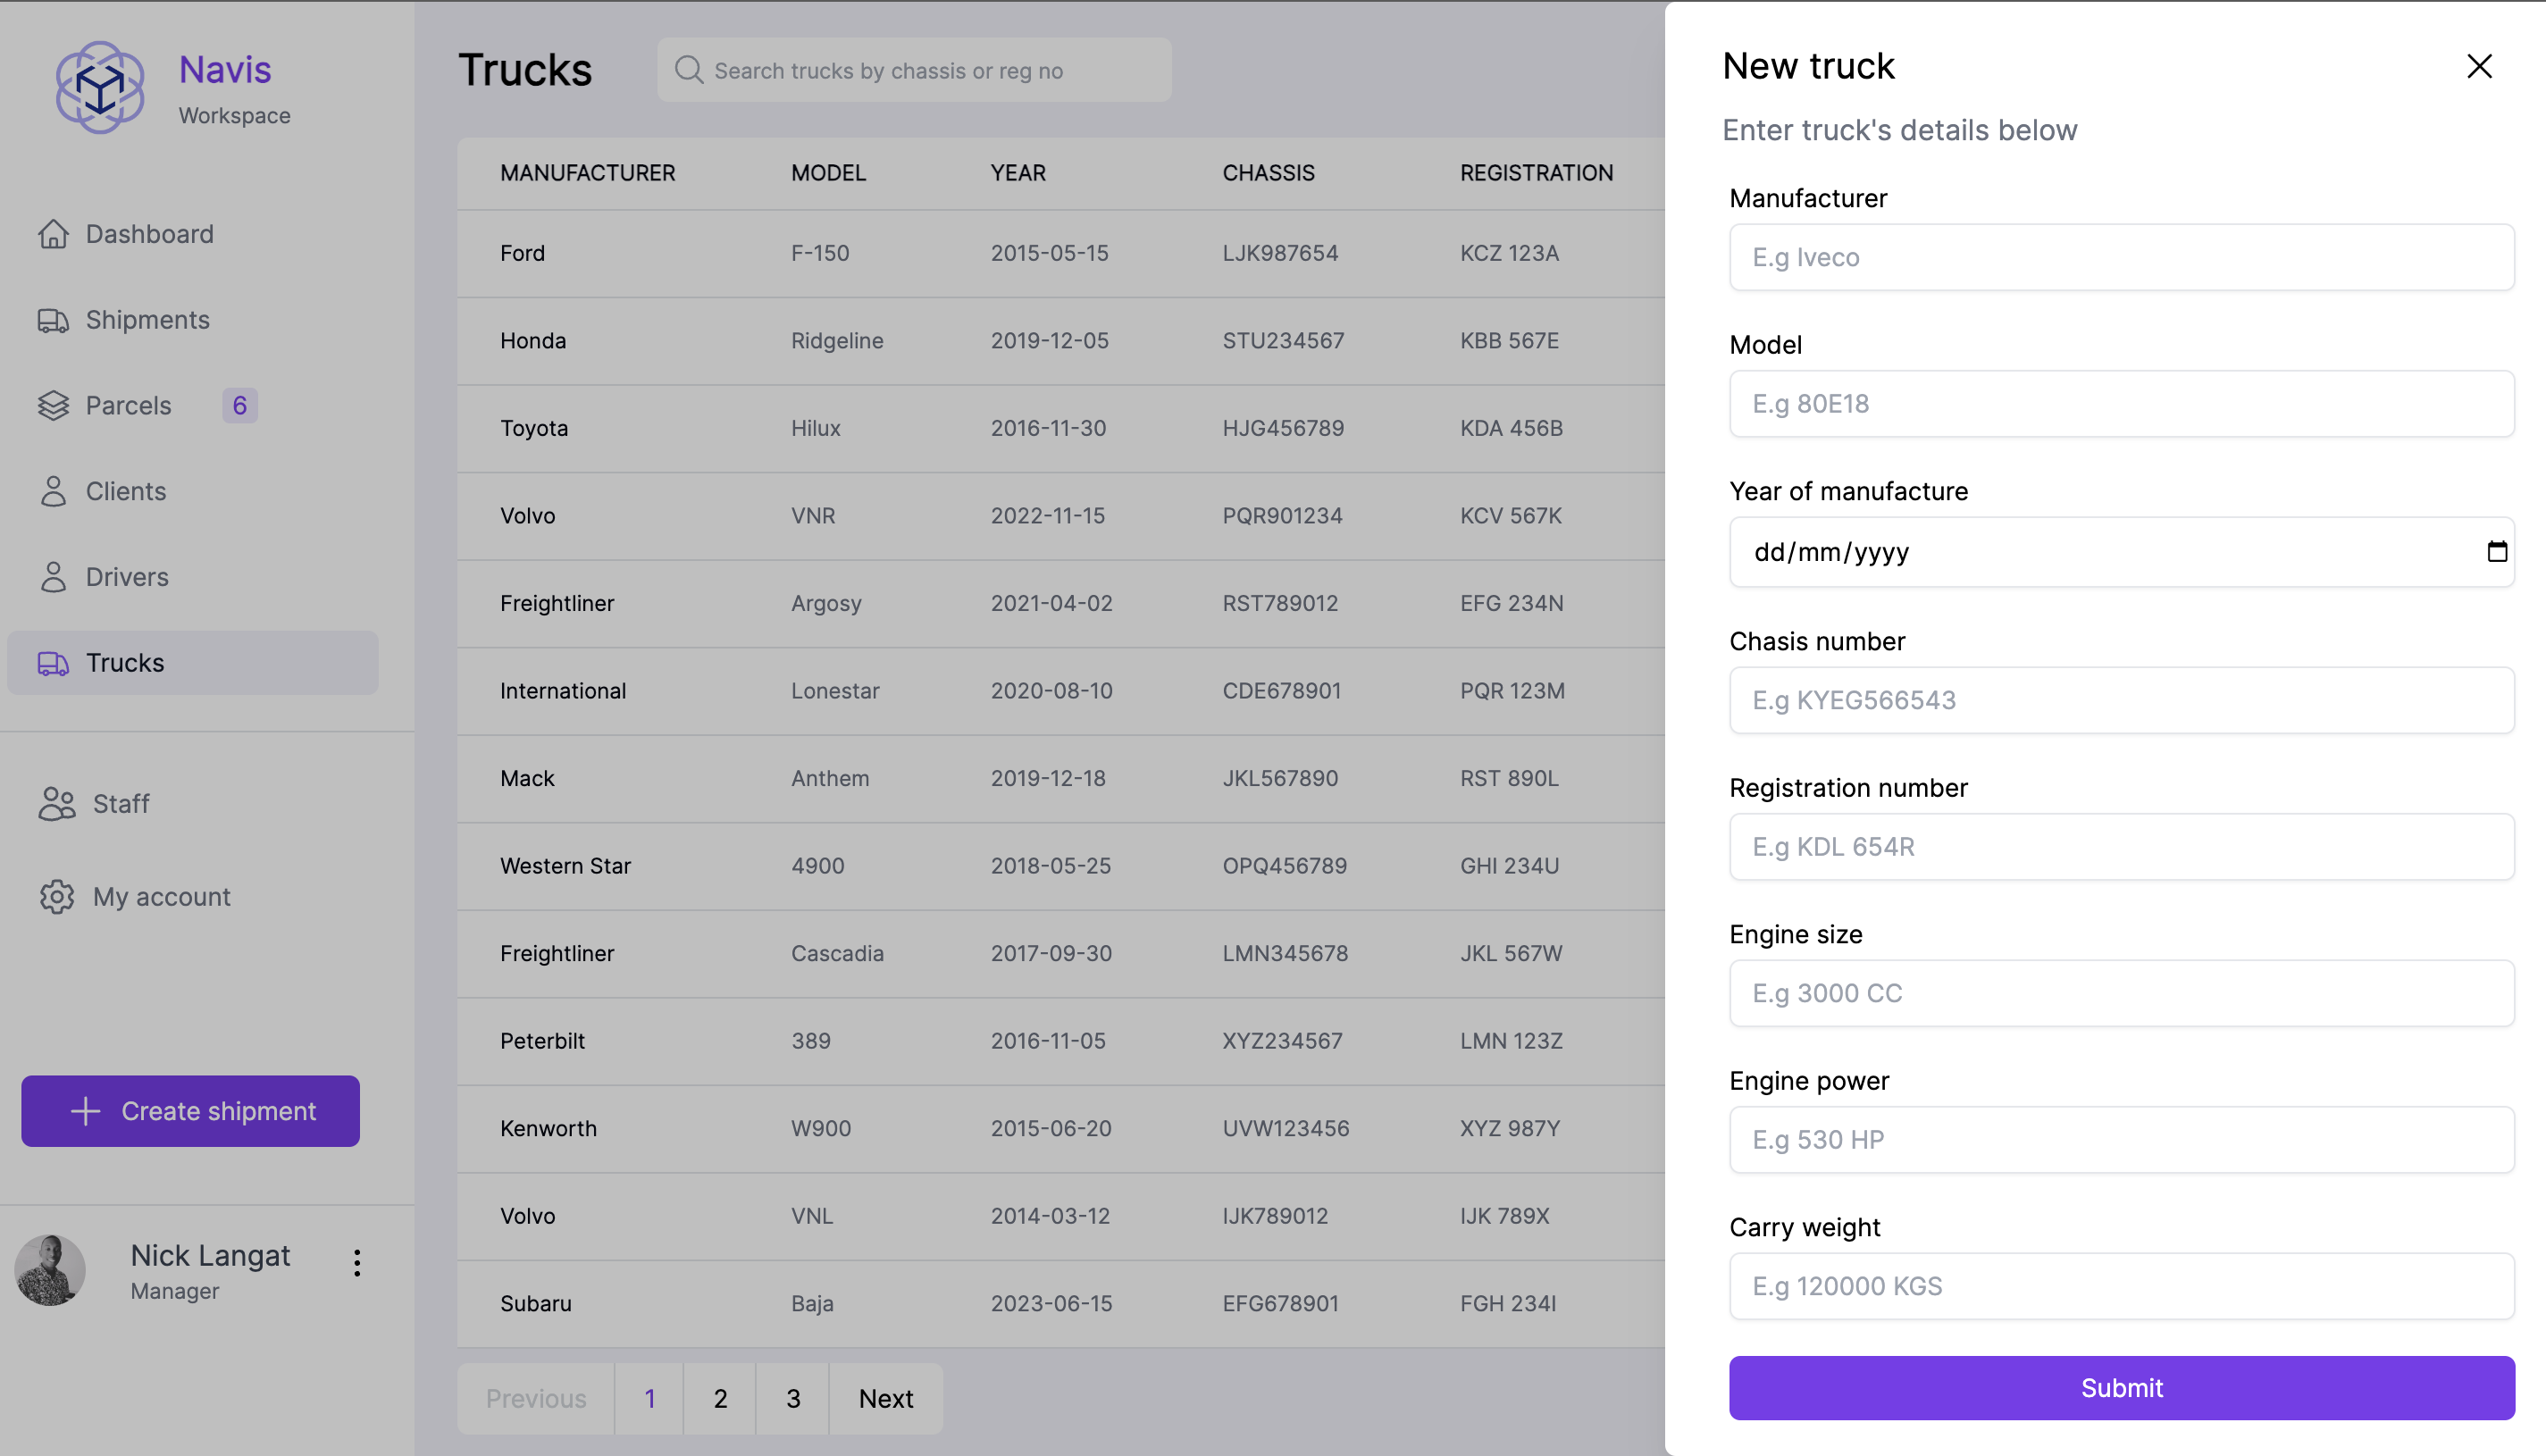 Navis
Workspace
Dashboard
Shipments
Parcels 6
Clients
Drivers
Trucks
Staff
My account
Create shipment
Nick Langat
Manager
Trucks
Search trucks by chassis or reg no
MANUFACTURER MODEL YEAR CHASSIS REGISTRATION
Ford F-150 2015-05-15 LJK987654 KCZ 123A
Honda Ridgeline 2019-12-05 STU234567 KBB 567E
Toyota Hilux 2016-11-30 HJG456789 KDA 456B
Volvo VNR 2022-11-15 PQR901234 KCV 567K
Freightliner Argosy 2021-04-02 RST789012 EFG 234N
International Lonestar 2020-08-10 CDE678901 PQR 123M
Mack Anthem 2019-12-18 JKL567890 RST 890L
Western Star 4900 2018-05-25 OPQ456789 GHI 234U
Freightliner Cascadia 2017-09-30 LMN345678 JKL 567W
Peterbilt 389 2016-11-05 XYZ234567 LMN 123Z
Kenworth W900 2015-06-20 UVW123456 XYZ 987Y
Volvo VNL 2014-03-12 IJK789012 IJK 789X
Subaru Baja 2023-06-15 EFG678901 FGH 234I
Previous 1 2 3 Next
New truck
Enter truck's details below
Manufacturer
E.g Iveco
Model
E.g 80E18
Year of manufacture
dd/mm/yyyy
Chasis number
E.g KYEG566543
Registration number
E.g KDL 654R
Engine size
E.g 3000 CC
Engine power
E.g 530 HP
Carry weight
E.g 120000 KGS
Submit